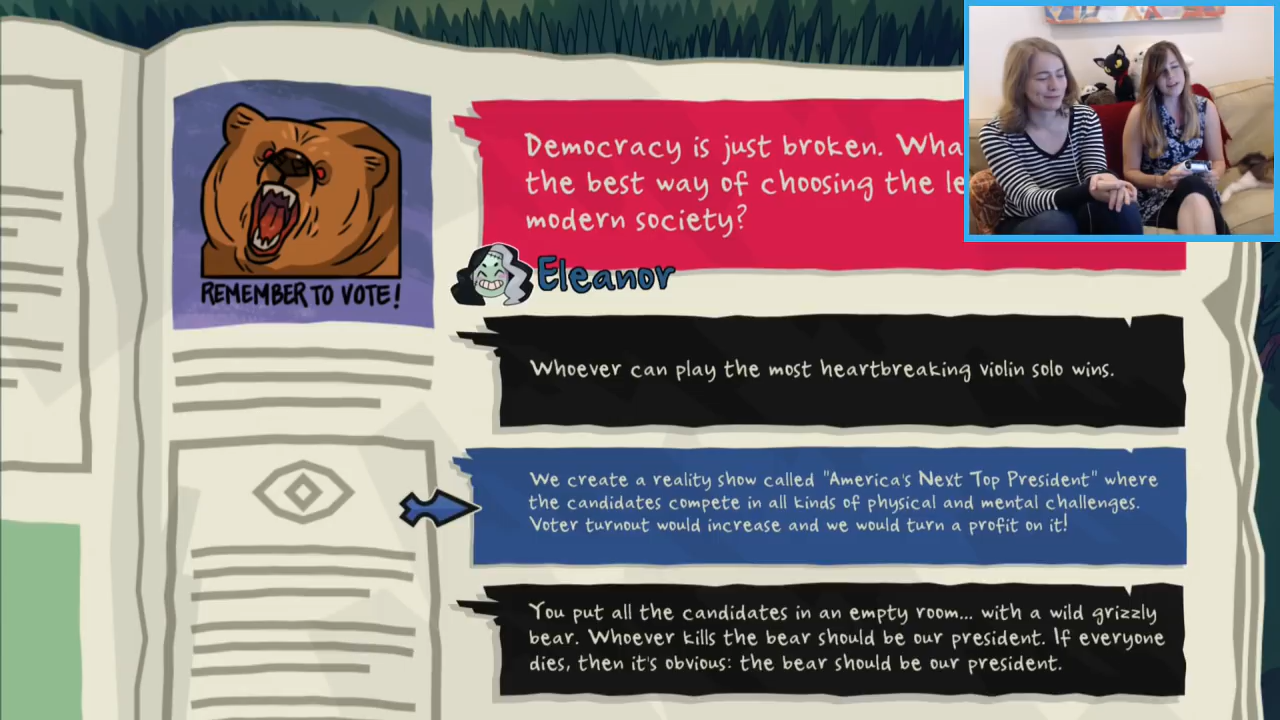 REMEMBER TO VOTE!
Democracy is just broken.
the best way of choosing the
modern society?
Eleanor
Whoever can play the most heartbreaking violin solo wins.
We create a reality show called "America's Next Top President" where
the candidates compete in all kinds of physical and mental challenges.
Voter turnout would increase and we would turn a profit on it!
You put all the candidates in an empty room... with a wild grizzly
bear. Whoever kills the bear should be our president. If everyone
dies, then it's obvious: the bear should be our president.